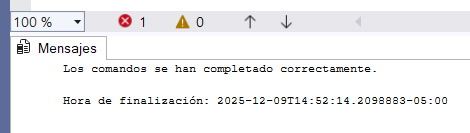 100 % 1 0
Mensajes
Los comandos se han completado correctamente.
Hora de finalización: 2025-12-09T14:52:14.2098883-05:00